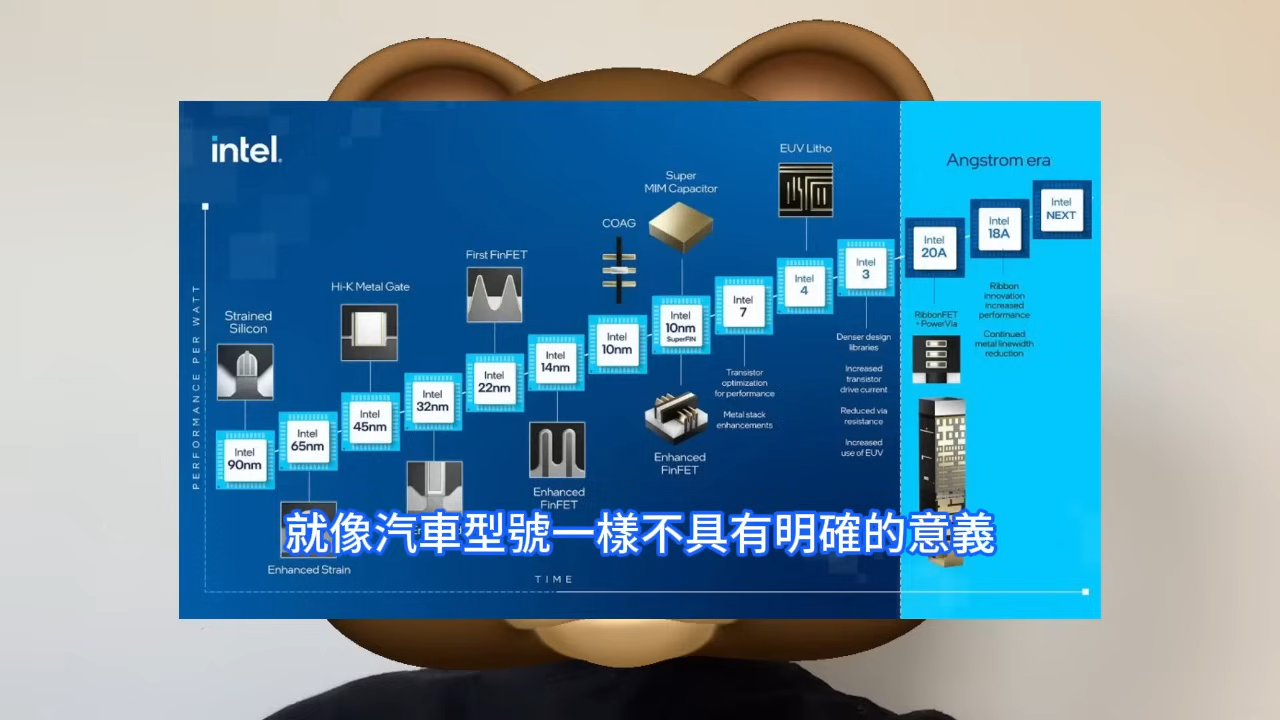 intel.
PERFORMANCE PER WATT
TIME
Strained
Silicon
Intel
90nm
Intel
65nm
Enhanced Strain
Hi-K Metal Gate
Intel
45nm
Intel
32nm
First FinFET
Intel
22nm
Intel
14nm
Enhanced
FinFET
Intel
10nm
COAG
Super
MIM Capacitor
Intel
10nm
SuperFIN
Enhanced
FinFET
Intel
7
Transistor
optimization
for performance
Metal stack
enhancements
EUV Litho
Intel
4
Intel
3
Denser design
libraries
Increased
transistor
drive current
Reduced via
resistance
Increased
use of EUV
Angstrom era
Intel
20A
RibbonFET
+ PowerVia
Intel
18A
Ribbon
innovation
increased
performance
Continued
metal linewidth
reduction
Intel
NEXT
就像汽車型號一樣不具有明確的意義